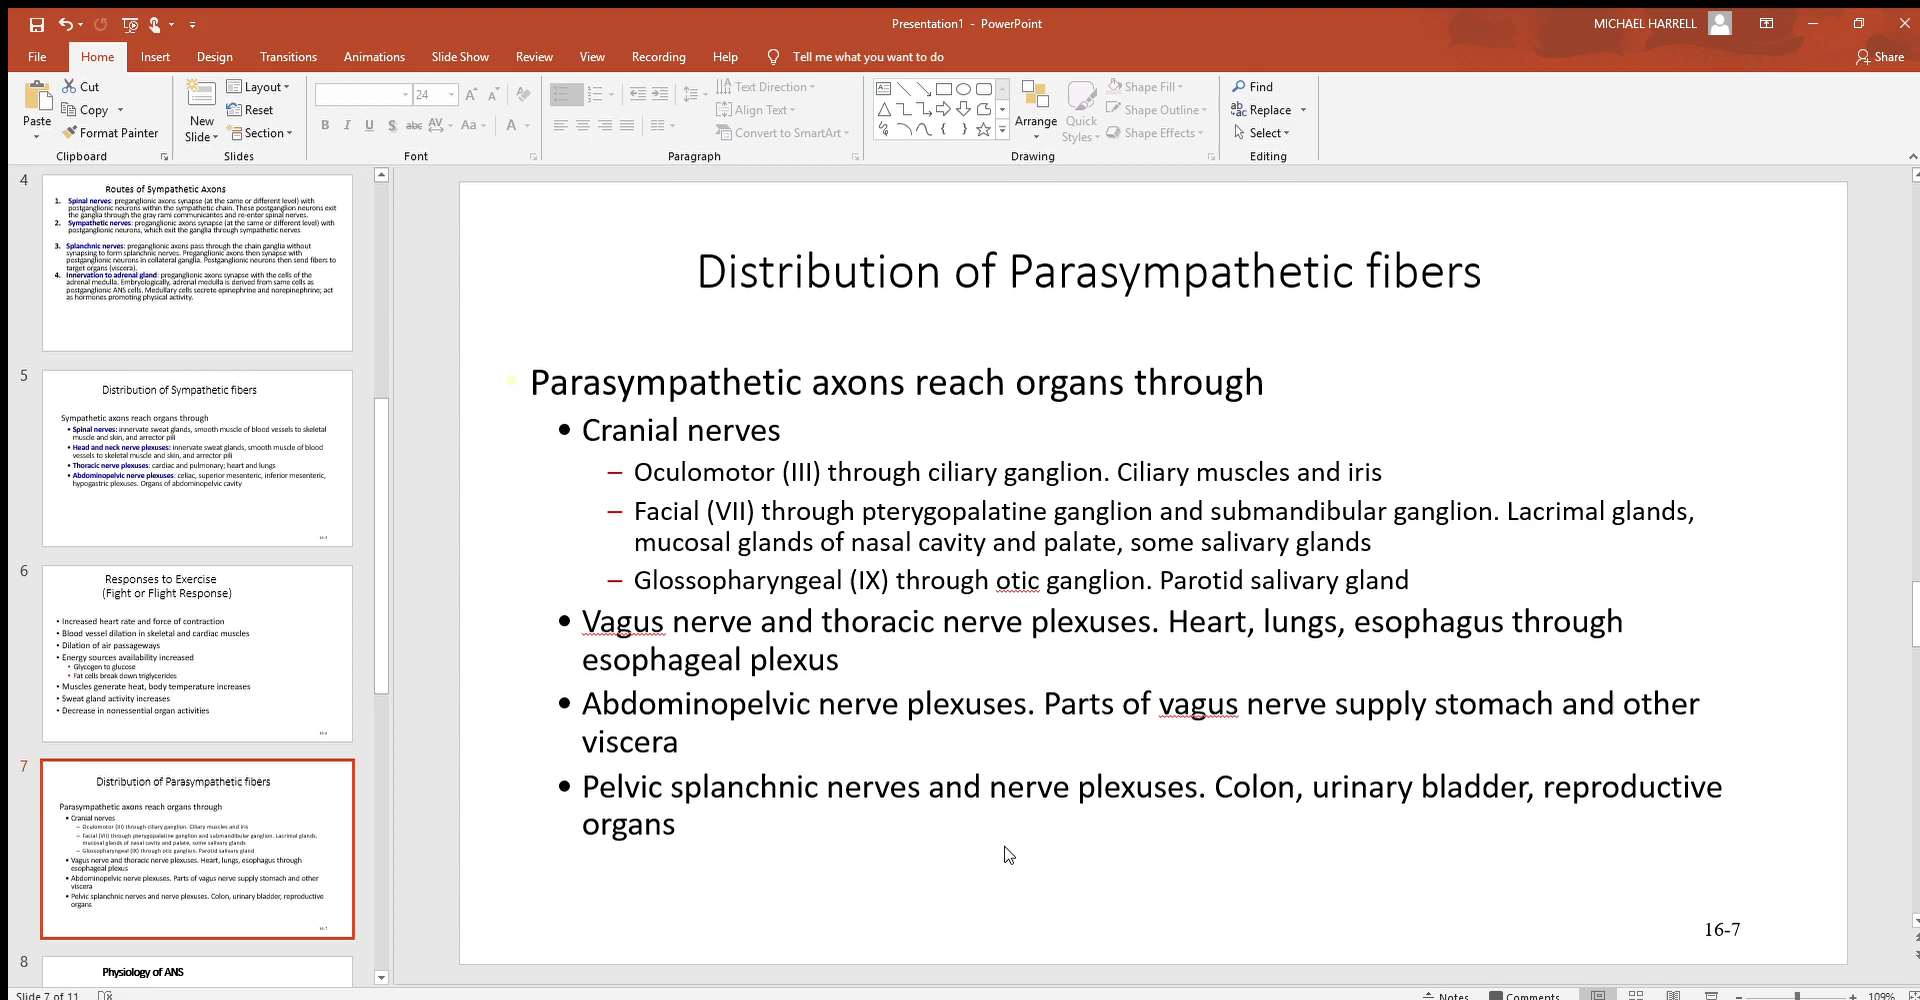 Presentation1 - PowerPoint
MICHAEL HARRELL
File Home Insert Design Transitions Animations Slide Show Review View Recording Help Tell me what you want to do
Share
Paste
Cut
Copy
Format Painter
Clipboard
New Slide
Layout
Reset
Section
Slides
24
B I U S abc AV Aa A
Font
Text Direction
Align Text
Convert to SmartArt
Paragraph
Arrange
Quick Styles
Shape Fill
Shape Outline
Shape Effects
Drawing
Find
Replace
Select
Editing
4
Routes of Sympathetic Axons
1. Spinal nerves: preganglionic axons synapse (at the same or different level) with
postganglionic neurons within the sympathetic chain. These postganglion neurons exit
the ganglia through the gray rami communicantes and re-enter spinal nerves.
2. Sympathetic nerves: preganglionic axons synapse (at the same or different level) with
postganglionic neurons, which exit the ganglia through sympathetic nerves
3. Splanchnic nerves: preganglionic axons pass through the chain ganglia without
synapsing to form splanchnic nerves. Preganglionic axons then synapse with
postganglionic neurons in collateral ganglia. Postganglionic neurons then send fibers to
target organs (viscera).
4. Innervation to adrenal gland: preganglionic axons synapse with the cells of the
adrenal medulla. Embryologically, adrenal medulla is derived from same cells as
postganglionic ANS cells. Medullary cells secrete epinephrine and norepinephrine; act
as hormones promoting physical activity.
5
Distribution of Sympathetic fibers
Sympathetic axons reach organs through
• Spinal nerves: innervate sweat glands, smooth muscle of blood vessels to skeletal
muscle and skin, and arrector pili
• Head and neck nerve plexuses: innervate sweat glands, smooth muscle of blood
vessels to skeletal muscle and skin, and arrector pili
• Thoracic nerve plexuses: cardiac and pulmonary; heart and lungs
• Abdominopelvic nerve plexuses: celiac, superior mesenteric, inferior mesenteric,
hypogastric plexuses. Organs of abdominopelvic cavity
6
Responses to Exercise
(Fight or Flight Response)
• Increased heart rate and force of contraction
• Blood vessel dilation in skeletal and cardiac muscles
• Dilation of air passageways
• Energy sources availability increased
• Glycogen to glucose
• Fat cells break down triglycerides
• Muscles generate heat, body temperature increases
• Sweat gland activity increases
• Decrease in nonessential organ activities
7
Distribution of Parasympathetic fibers
Parasympathetic axons reach organs through
• Cranial nerves
– Oculomotor (III) through ciliary ganglion. Ciliary muscles and iris
– Facial (VII) through pterygopalatine ganglion and submandibular ganglion. Lacrimal glands,
mucosal glands of nasal cavity and palate, some salivary glands
– Glossopharyngeal (IX) through otic ganglion. Parotid salivary gland
• Vagus nerve and thoracic nerve plexuses. Heart, lungs, esophagus through
esophageal plexus
• Abdominopelvic nerve plexuses. Parts of vagus nerve supply stomach and other
viscera
• Pelvic splanchnic nerves and nerve plexuses. Colon, urinary bladder, reproductive
organs
8
Physiology of ANS
Distribution of Parasympathetic fibers
Parasympathetic axons reach organs through
• Cranial nerves
– Oculomotor (III) through ciliary ganglion. Ciliary muscles and iris
– Facial (VII) through pterygopalatine ganglion and submandibular ganglion. Lacrimal glands,
mucosal glands of nasal cavity and palate, some salivary glands
– Glossopharyngeal (IX) through otic ganglion. Parotid salivary gland
• Vagus nerve and thoracic nerve plexuses. Heart, lungs, esophagus through
esophageal plexus
• Abdominopelvic nerve plexuses. Parts of vagus nerve supply stomach and other
viscera
• Pelvic splanchnic nerves and nerve plexuses. Colon, urinary bladder, reproductive
organs
16-7
Slide 7 of 11
Notes
Comments
109%